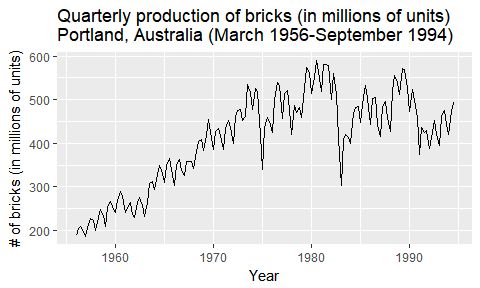 Quarterly production of bricks (in millions of units)
Portland, Australia (March 1956-September 1994)
# of bricks (in millions of units)
600
500
400
300
200
1960
1970
1980
1990
Year